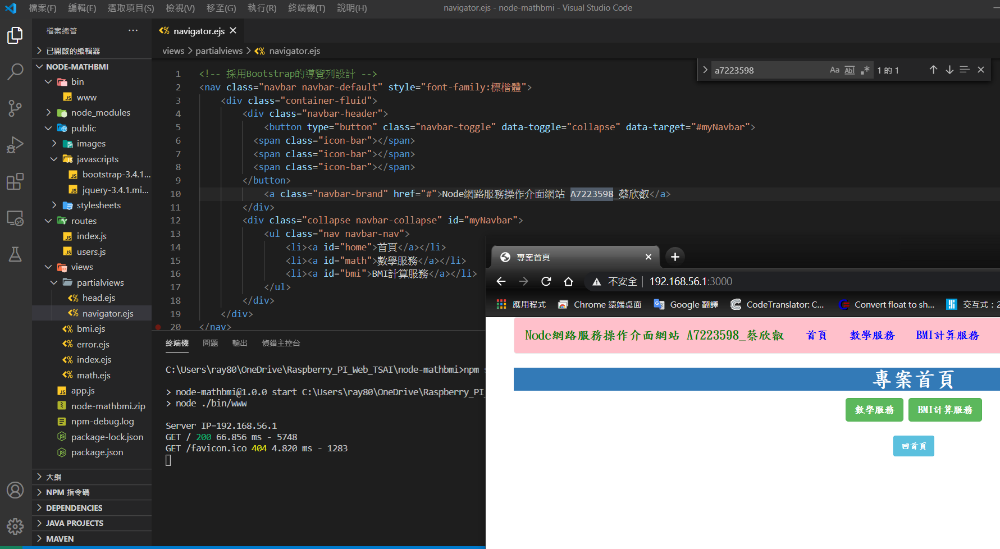 檔案(F) 編輯(E) 選取項目(S) 檢視(V) 移至(G) 執行(R) 終端機(T) 說明(H)
navigator.ejs - node-mathbmi - Visual Studio Code
檔案總管 ···
已開啟的編輯器
NODE-MATHBMI
bin
www
node_modules
public
images
javascripts
bootstrap-3.4.1...
jquery-3.4.1.mi...
stylesheets
routes
index.js
users.js
views
partialviews
head.ejs
navigator.ejs
bmi.ejs
error.ejs
index.ejs
math.ejs
app.js
node-mathbmi.zip
npm-debug.log
package-lock.json
package.json
大綱
NPM 指令碼
DEPENDENCIES
JAVA PROJECTS
MAVEN
navigator.ejs
views > partialviews > navigator.ejs
a7223598 Aa Abl .* 1 的 1
1 <!-- 採用Bootstrap的導覽列設計 -->
2 <nav class="navbar navbar-default" style="font-family:標楷體">
3 <div class="container-fluid">
4 <div class="navbar-header">
5 <button type="button" class="navbar-toggle" data-toggle="collapse" data-target="#myNavbar">
6 <span class="icon-bar"></span>
7 <span class="icon-bar"></span>
8 <span class="icon-bar"></span>
9 </button>
10 <a class="navbar-brand" href="#">Node網路服務操作介面網站 A7223598_蔡欣叡</a>
11 </div>
12 <div class="collapse navbar-collapse" id="myNavbar">
13 <ul class="nav navbar-nav">
14 <li><a id="home">首頁</a></li>
15 <li><a id="math">數學服務</a></li>
16 <li><a id="bmi">BMI計算服務</a></li>
17 </ul>
18 </div>
19 </div>
20 </nav>
終端機 問題 輸出 偵錯主控台
C:\Users\ray80\OneDrive\Raspberry_PI_Web_TSAI\node-mathbmi>npm s
> node-mathbmi@1.0.0 start C:\Users\ray80\OneDrive\Raspberry_PI_
> node ./bin/www
Server IP=192.168.56.1
GET / 200 66.856 ms - 5748
GET /favicon.ico 404 4.820 ms - 1283
專案首頁
不安全 | 192.168.56.1:3000
應用程式 Chrome 遠端桌面 Google 翻譯 CodeTranslator: C... Convert float to sh... 交互式：2
Node網路服務操作介面網站 A7223598_蔡欣叡 首頁 數學服務 BMI計算服務
專案首頁
數學服務 BMI計算服務
回首頁